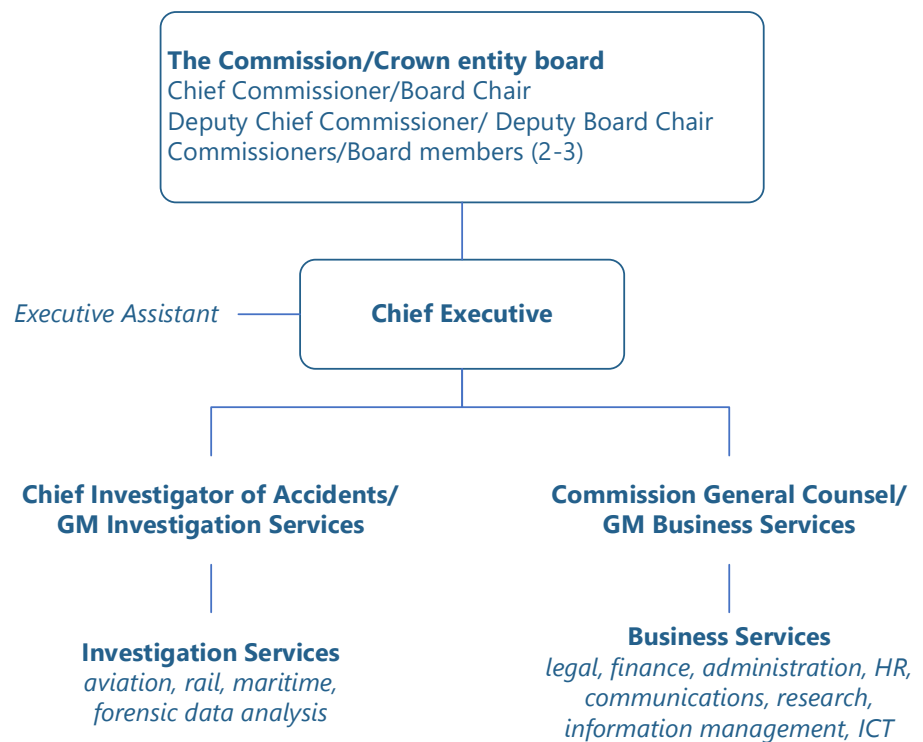 The Commission/Crown entity board
Chief Commissioner/Board Chair
Deputy Chief Commissioner/ Deputy Board Chair
Commissioners/Board members (2-3)
Executive Assistant
Chief Executive
Chief Investigator of Accidents/
GM Investigation Services
Commission General Counsel/
GM Business Services
Investigation Services
aviation, rail, maritime,
forensic data analysis
Business Services
legal, finance, administration, HR,
communications, research,
information management, ICT